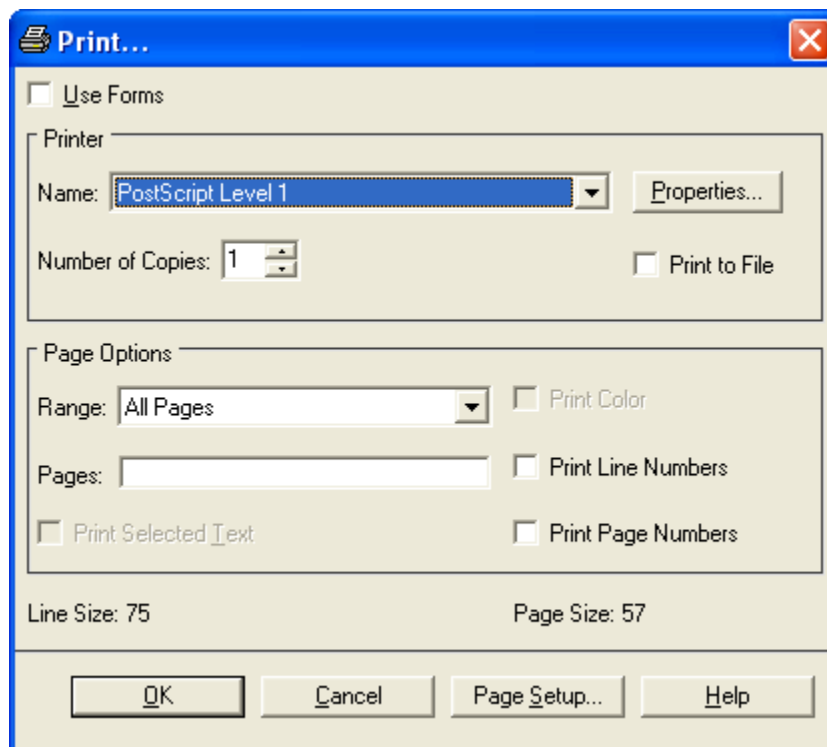 Print...
Use Forms
Printer
Name: PostScript Level 1 Properties...
Number of Copies: 1 Print to File
Page Options
Range: All Pages Print Color
Pages: Print Line Numbers
Print Selected Text Print Page Numbers
Line Size: 75 Page Size: 57
OK Cancel Page Setup... Help